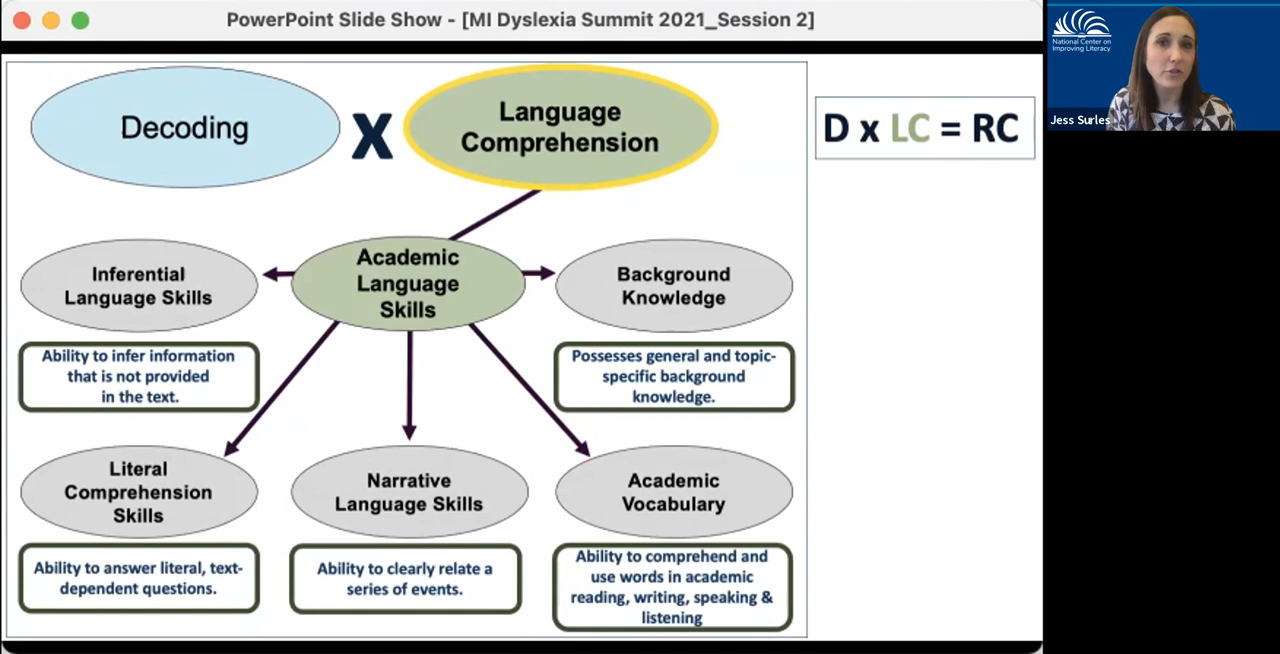 PowerPoint Slide Show - [MI Dyslexia Summit 2021_Session 2]
Decoding
X
Language
Comprehension
D x LC = RC
National Center on
Improving Literacy
Jess Surles
Academic
Language
Skills
Inferential
Language Skills
Background
Knowledge
Ability to infer information
that is not provided
in the text.
Possesses general and topic-
specific background
knowledge.
Literal
Comprehension
Skills
Narrative
Language Skills
Academic
Vocabulary
Ability to answer literal, text-
dependent questions.
Ability to clearly relate a
series of events.
Ability to comprehend and
use words in academic
reading, writing, speaking &
listening